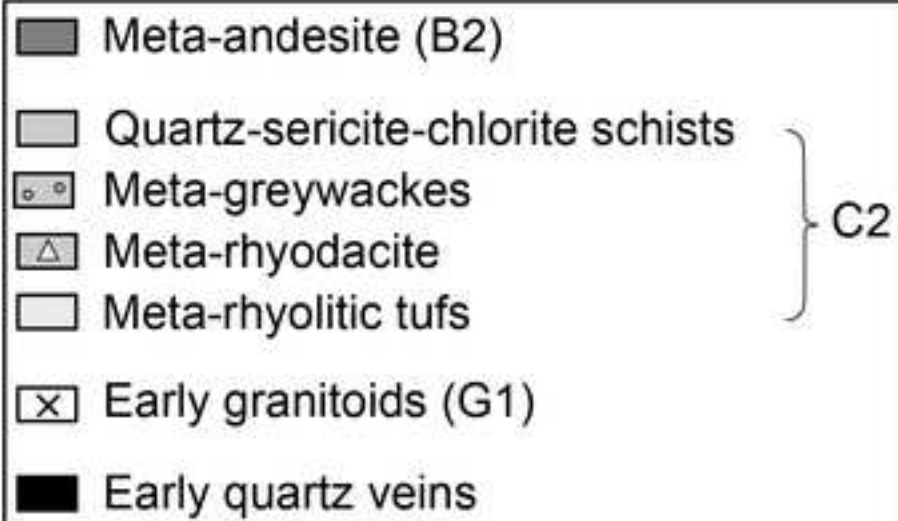 Meta-andesite (B2)
Quartz-sericite-chlorite schists
Meta-greywackes
Meta-rhyodacite
Meta-rhyolitic tufs
C2
Early granitoids (G1)
Early quartz veins